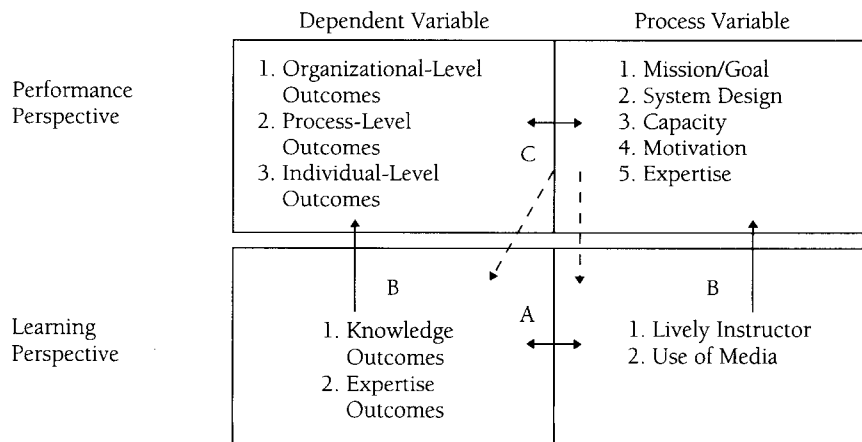 Dependent Variable
Process Variable
Performance
Perspective
1. Organizational-Level
Outcomes
2. Process-Level
Outcomes
3. Individual-Level
Outcomes
C
1. Mission/Goal
2. System Design
3. Capacity
4. Motivation
5. Expertise
Learning
Perspective
B
A
1. Knowledge
Outcomes
2. Expertise
Outcomes
B
1. Lively Instructor
2. Use of Media